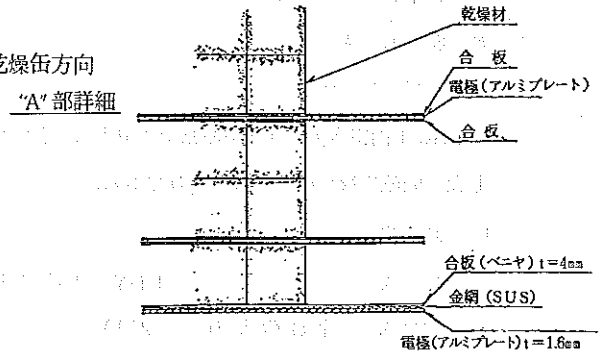 乾燥缶方向
"A" 部詳細
乾燥材
合 板
電極(アルミプレート)
合 板
合板(ベニヤ) t=4mm
金網(SUS)
電極(アルミプレート) t=1.6mm